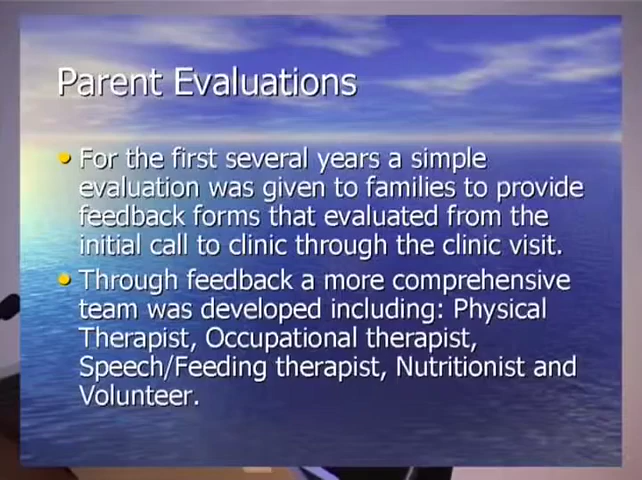 Parent Evaluations
• For the first several years a simple
evaluation was given to families to provide
feedback forms that evaluated from the
initial call to clinic through the clinic visit.
• Through feedback a more comprehensive
team was developed including: Physical
Therapist, Occupational therapist,
Speech/Feeding therapist, Nutritionist and
Volunteer.